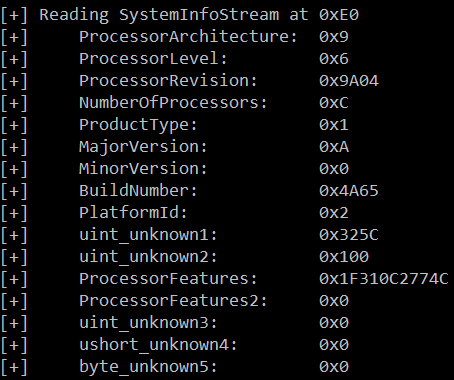 [+] Reading SystemInfoStream at 0xE0
[+]     ProcessorArchitecture:  0x9
[+]     ProcessorLevel:         0x6
[+]     ProcessorRevision:      0x9A04
[+]     NumberOfProcessors:     0xC
[+]     ProductType:            0x1
[+]     MajorVersion:           0xA
[+]     MinorVersion:           0x0
[+]     BuildNumber:            0x4A65
[+]     PlatformId:             0x2
[+]     uint_unknown1:          0x325C
[+]     uint_unknown2:          0x100
[+]     ProcessorFeatures:      0x1F310C2774C
[+]     ProcessorFeatures2:     0x0
[+]     uint_unknown3:          0x0
[+]     ushort_unknown4:        0x0
[+]     byte_unknown5:          0x0